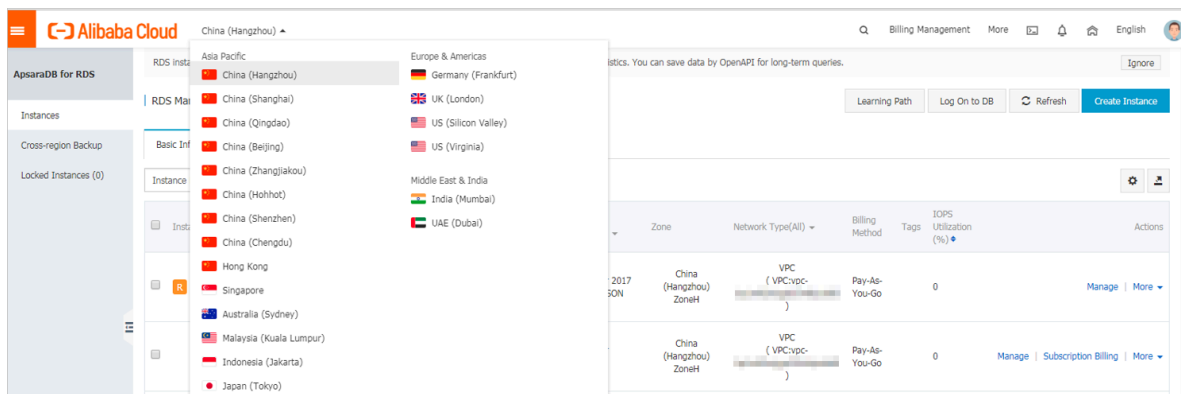 Alibaba Cloud
China (Hangzhou)
Billing Management
More
English
ApsaraDB for RDS
Instances
Cross-region Backup
Locked Instances (0)
RDS insta
istics. You can save data by OpenAPI for long-term queries.
Ignore
RDS Mar
Learning Path
Log On to DB
Refresh
Create Instance
Basic Inf
Instance
Asia Pacific
China (Hangzhou)
China (Shanghai)
China (Qingdao)
China (Beijing)
China (Zhangjiakou)
China (Hohhot)
China (Shenzhen)
China (Chengdu)
Hong Kong
Singapore
Australia (Sydney)
Malaysia (Kuala Lumpur)
Indonesia (Jakarta)
Japan (Tokyo)
Europe & Americas
Germany (Frankfurt)
UK (London)
US (Silicon Valley)
US (Virginia)
Middle East & India
India (Mumbai)
UAE (Dubai)
Insta
Zone
Network Type(All)
Billing
Method
Tags
IOPS
Utilization
(%)
Actions
R
2017
SON
China
(Hangzhou)
ZoneH
VPC
( VPC:vpc-
)
Pay-As-
You-Go
0
Manage | More
China
(Hangzhou)
ZoneH
VPC
( VPC:vpc-
)
Pay-As-
You-Go
0
Manage | Subscription Billing | More